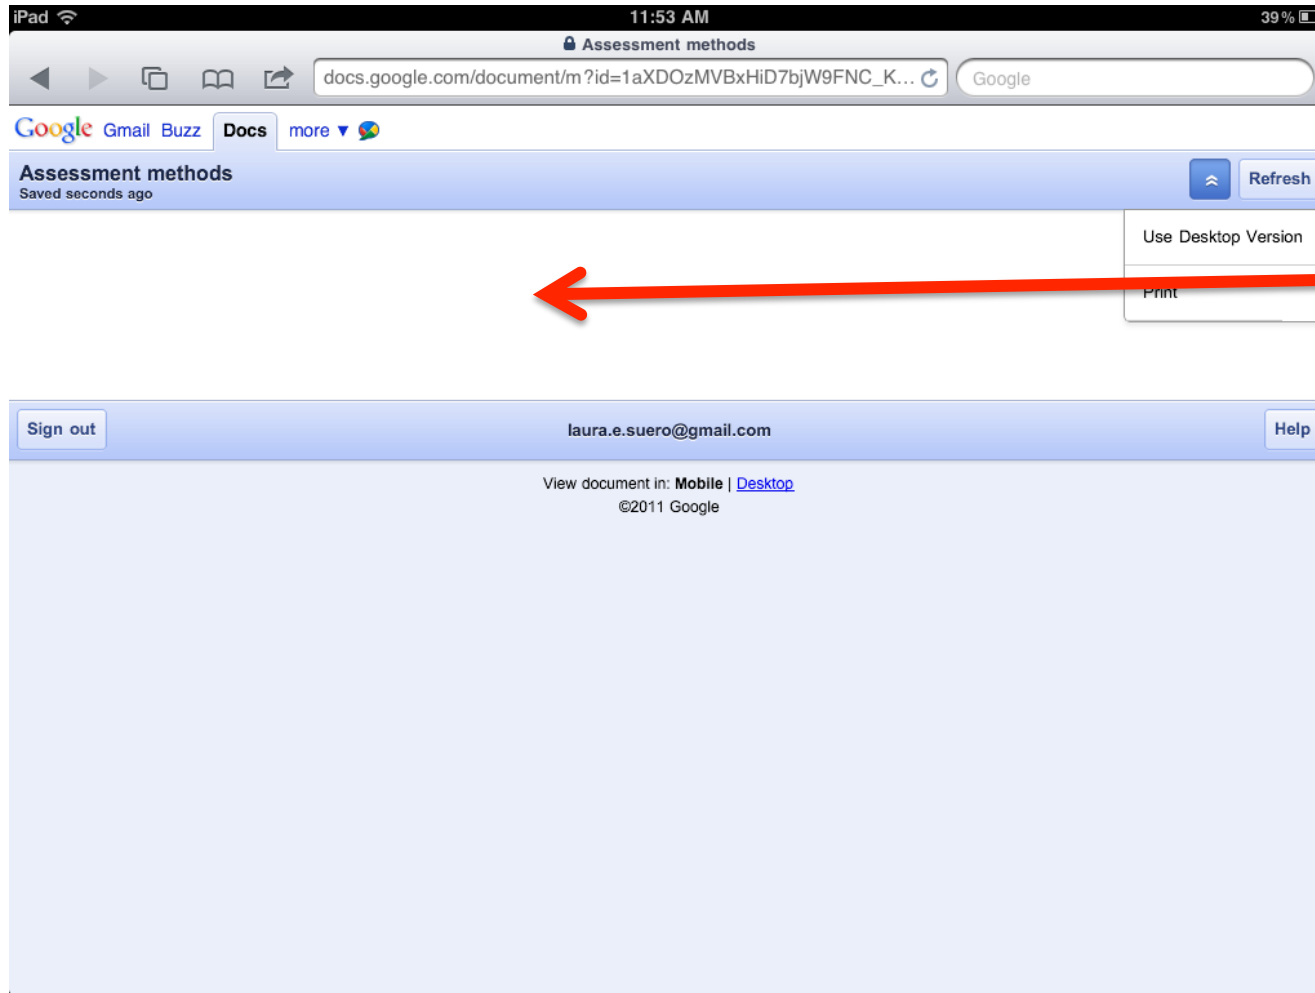 iPad 11:53 AM 39%
Assessment methods
docs.google.com/document/m?id=1aXDOzMVBxHiD7bjW9FNC_K... Google
Google Gmail Buzz Docs more ▼
Assessment methods
Saved seconds ago
Refresh
Use Desktop Version
Print
Sign out laura.e.suero@gmail.com Help
View document in: Mobile | Desktop
©2011 Google